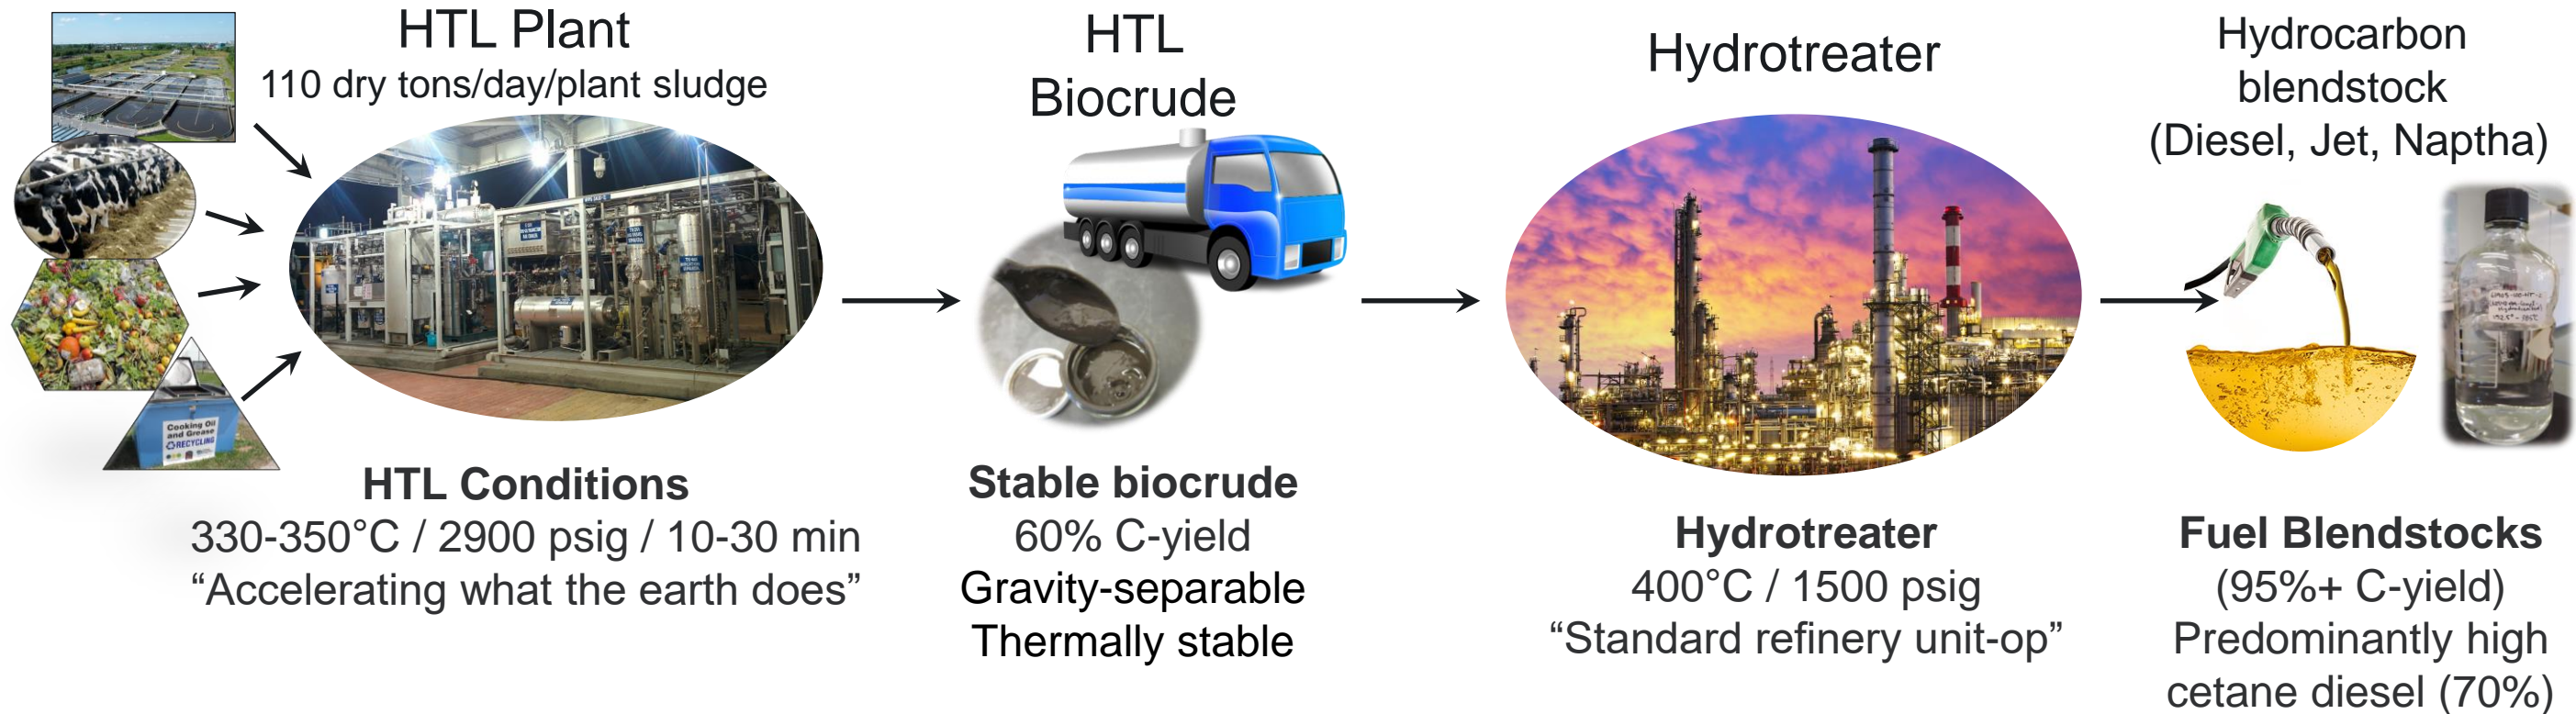 HTL Plant
110 dry tons/day/plant sludge
Cooking Oil
and Grease
RECYCLING
HTL Conditions
330-350°C / 2900 psig / 10-30 min
“Accelerating what the earth does”
HTL
Biocrude
Stable biocrude
60% C-yield
Gravity-separable
Thermally stable
Hydrotreater
Hydrotreater
400°C / 1500 psig
“Standard refinery unit-op”
Hydrocarbon
blendstock
(Diesel, Jet, Naptha)
Fuel Blendstocks
(95%+ C-yield)
Predominantly high
cetane diesel (70%)